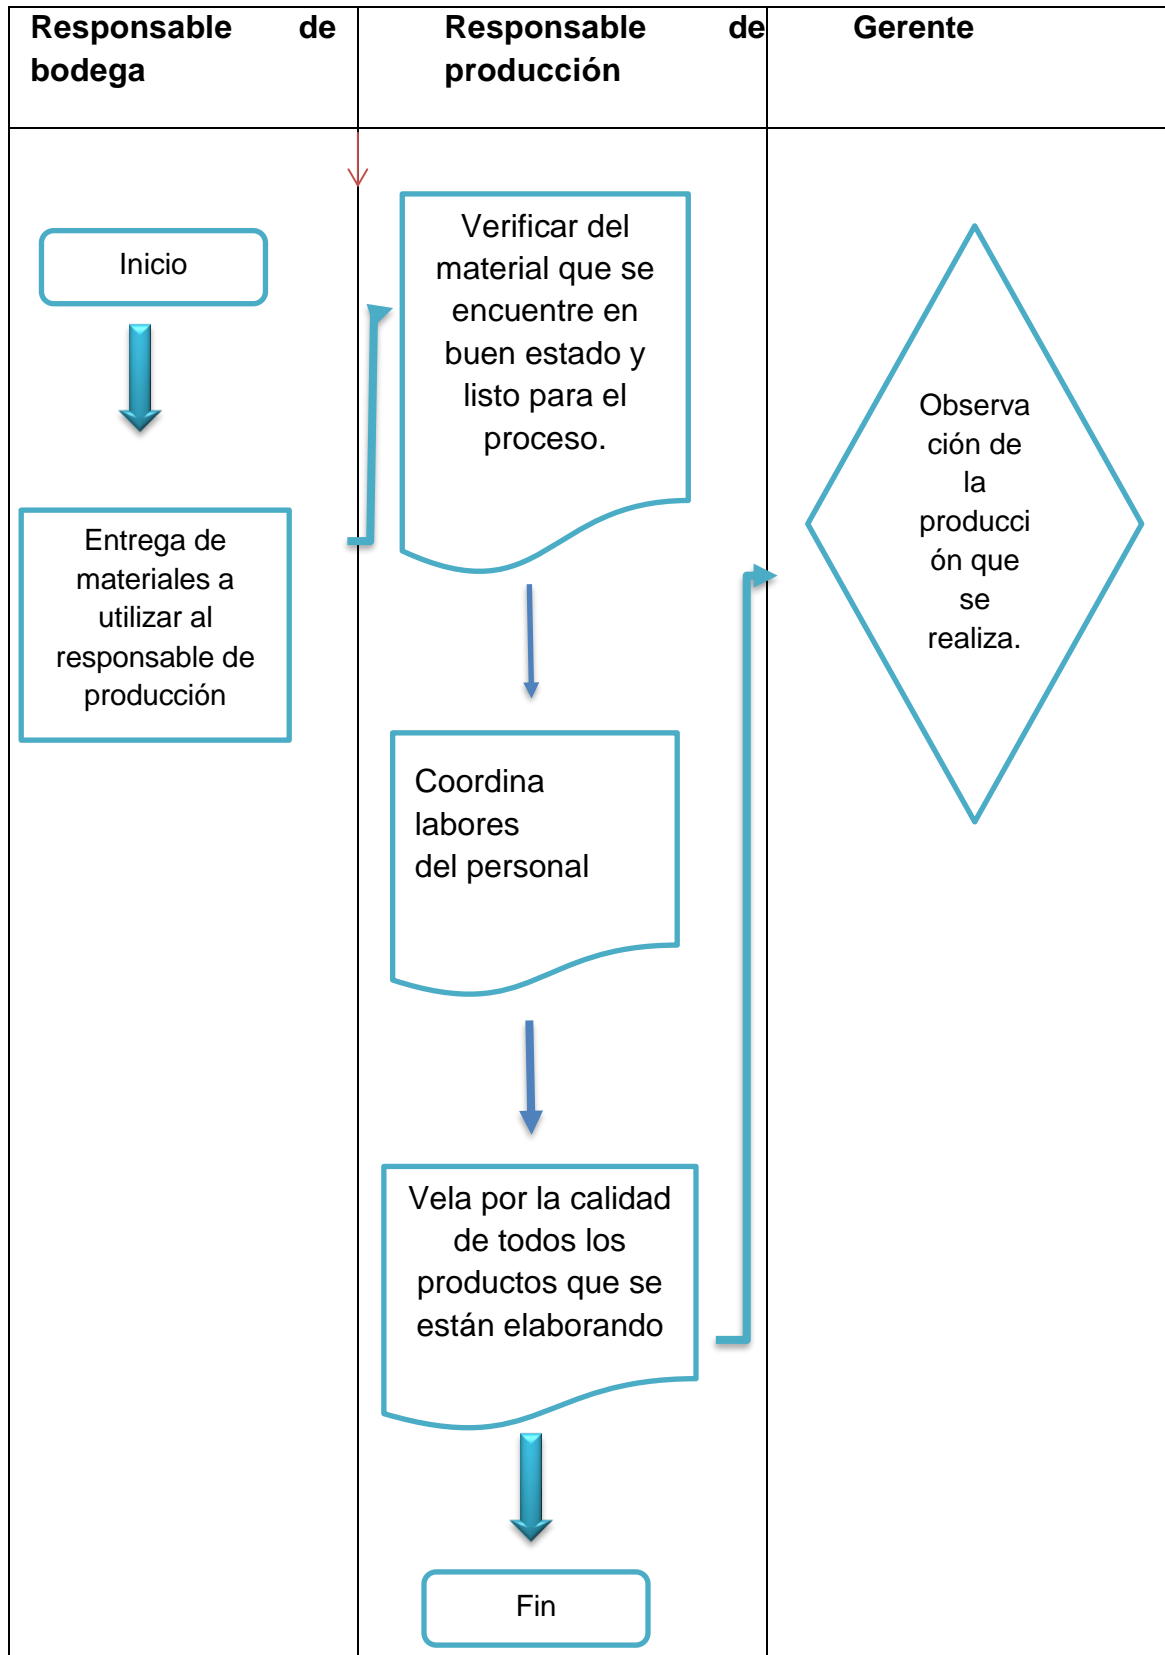 Responsable de
bodega
Responsable de
producción
Gerente
Inicio
Entrega de
materiales a
utilizar al
responsable de
producción
Verificar del
material que se
encuentre en
buen estado y
listo para el
proceso.
Coordina
labores
del personal
Vela por la calidad
de todos los
productos que se
están elaborando
Fin
Observa
ción de
la
producci
ón que
se
realiza.